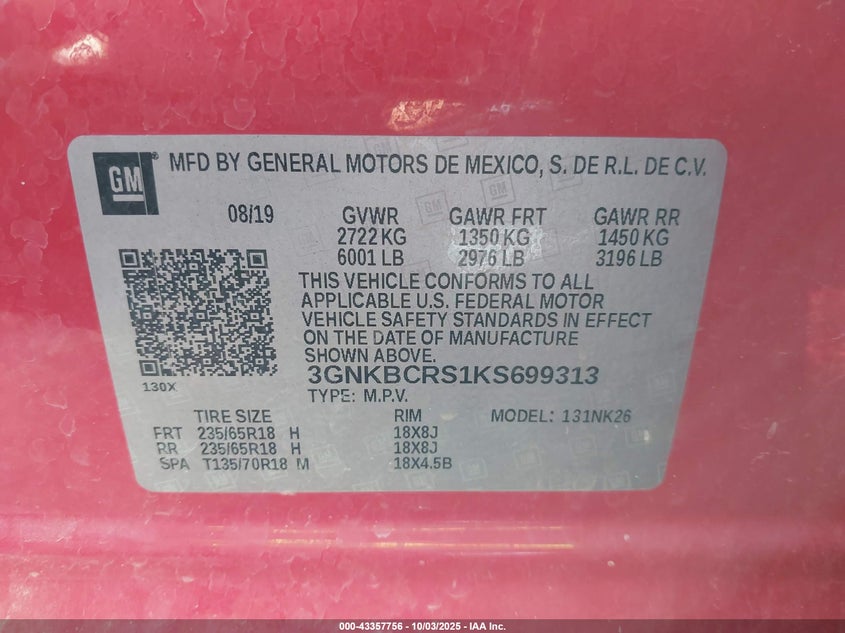 GM
MFD BY GENERAL MOTORS DE MEXICO, S. DE R.L. DE C.V.
08/19 GVWR GAWR FRT GAWR RR
2722 KG 1350 KG 1450 KG
6001 LB 2976 LB 3196 LB
THIS VEHICLE CONFORMS TO ALL
APPLICABLE U.S. FEDERAL MOTOR
VEHICLE SAFETY STANDARDS IN EFFECT
ON THE DATE OF MANUFACTURE
SHOWN ABOVE.
130X
3GNKBCRS1KS699313
TYPE: M.P.V.
TIRE SIZE RIM MODEL: 131NK26
FRT 235/65R18 H 18X8J
RR 235/65R18 H 18X8J
SPA T135/70R18 M 18X4.5B
000-43357756 - 10/03/2025 - IAA Inc.